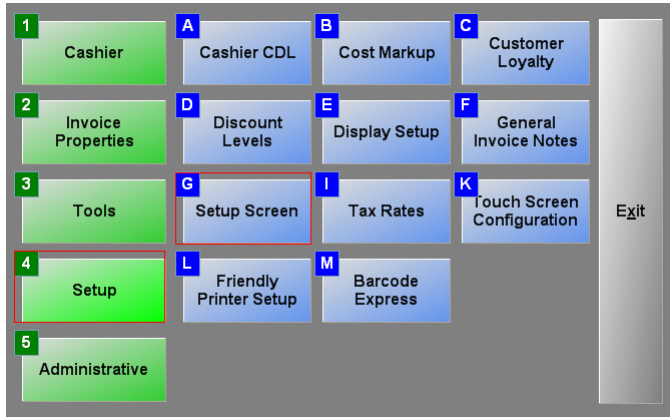 1
Cashier
A
Cashier CDL
B
Cost Markup
C
Customer
Loyalty
2
Invoice
Properties
D
Discount
Levels
E
Display Setup
F
General
Invoice Notes
3
Tools
G
Setup Screen
I
Tax Rates
K
Touch Screen
Configuration
Exit
4
Setup
L
Friendly
Printer Setup
M
Barcode
Express
5
Administrative